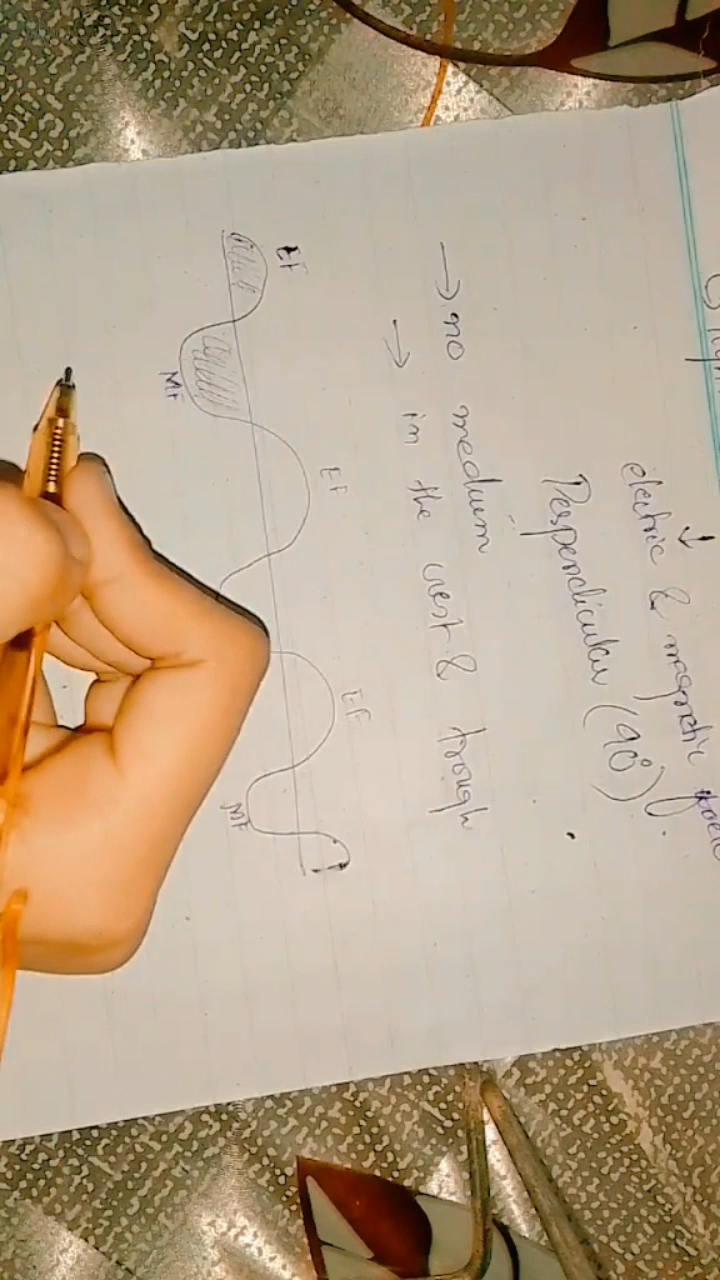 electric & magnetic
Perpendicular (90°)
→ no medium
→ in the crest & trough
EF EF EF
MF MF